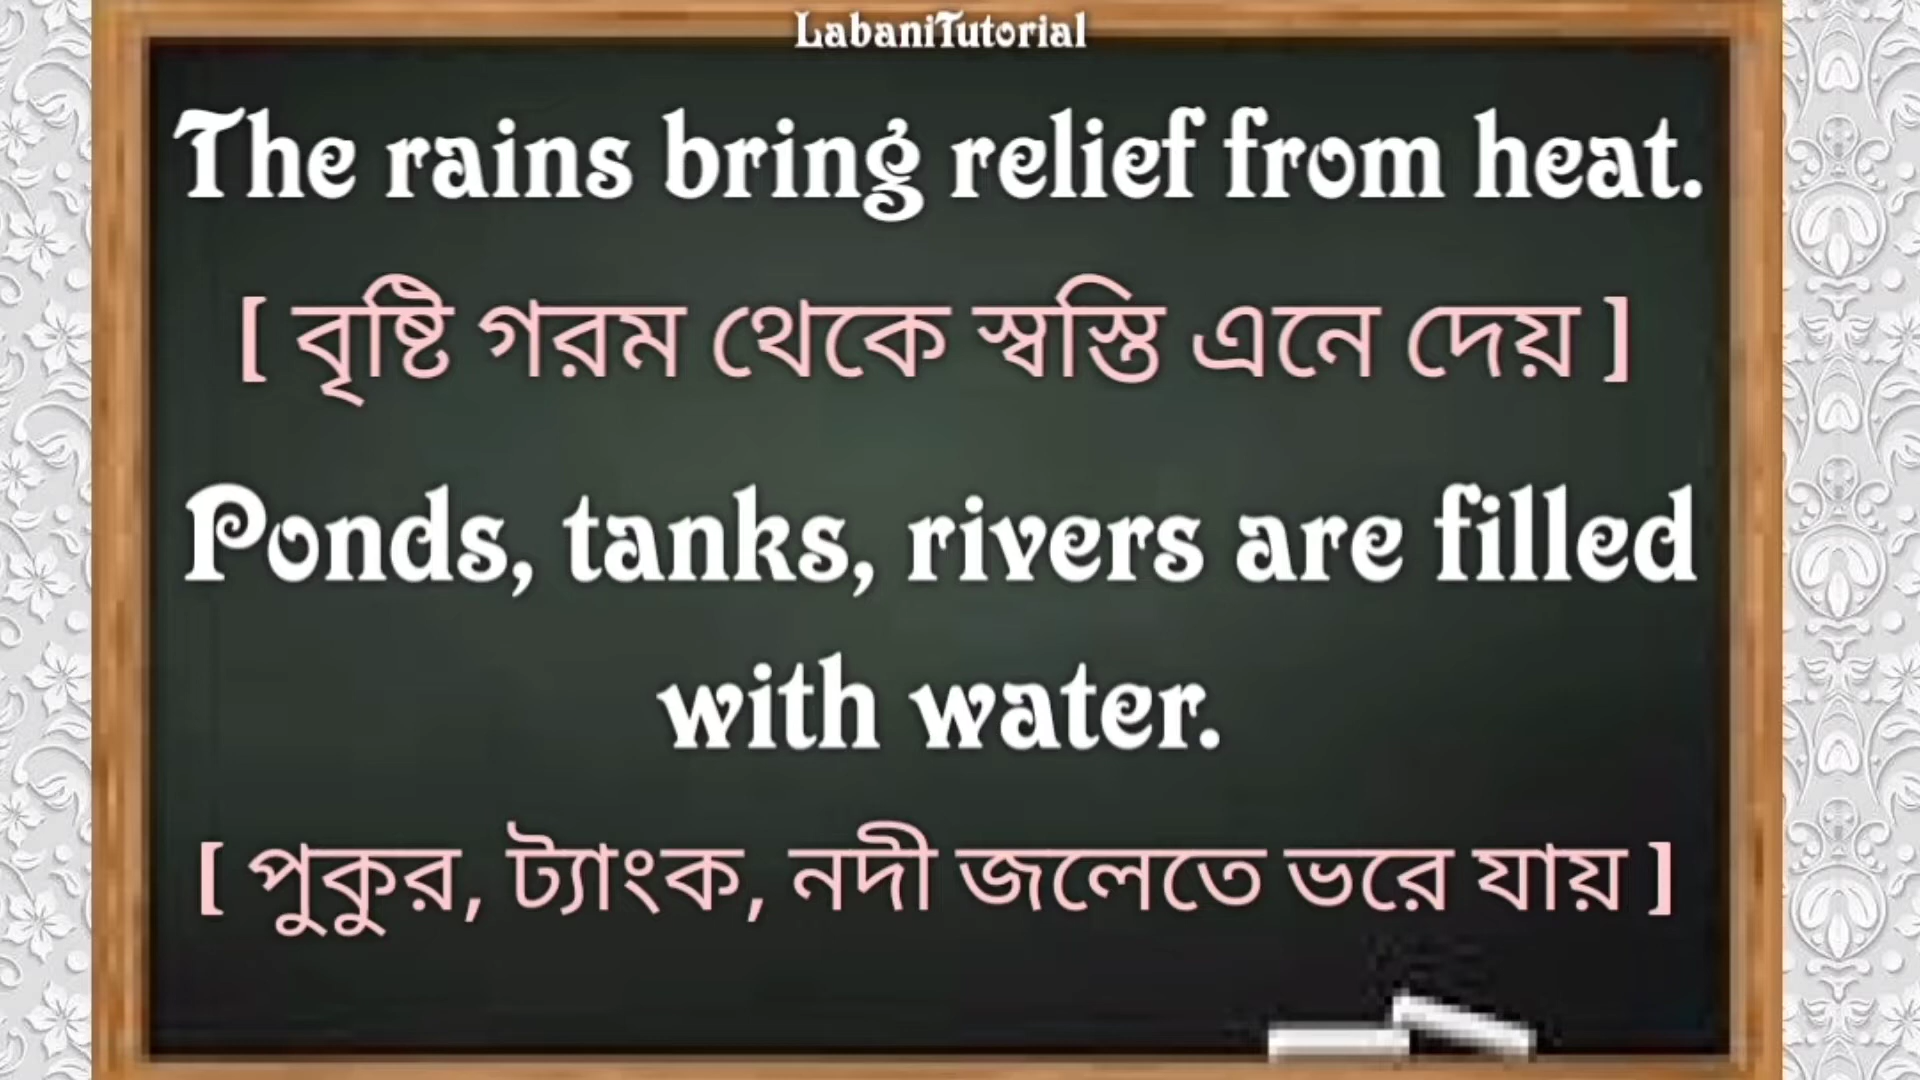 LabaniTutorial
The rains bring relief from heat.
[ বৃষ্টি গরম থেকে স্বস্তি এনে দেয় ]
Ponds, tanks, rivers are filled
with water.
[ পুকুর, ট্যাংক, নদী জলেতে ভরে যায় ]